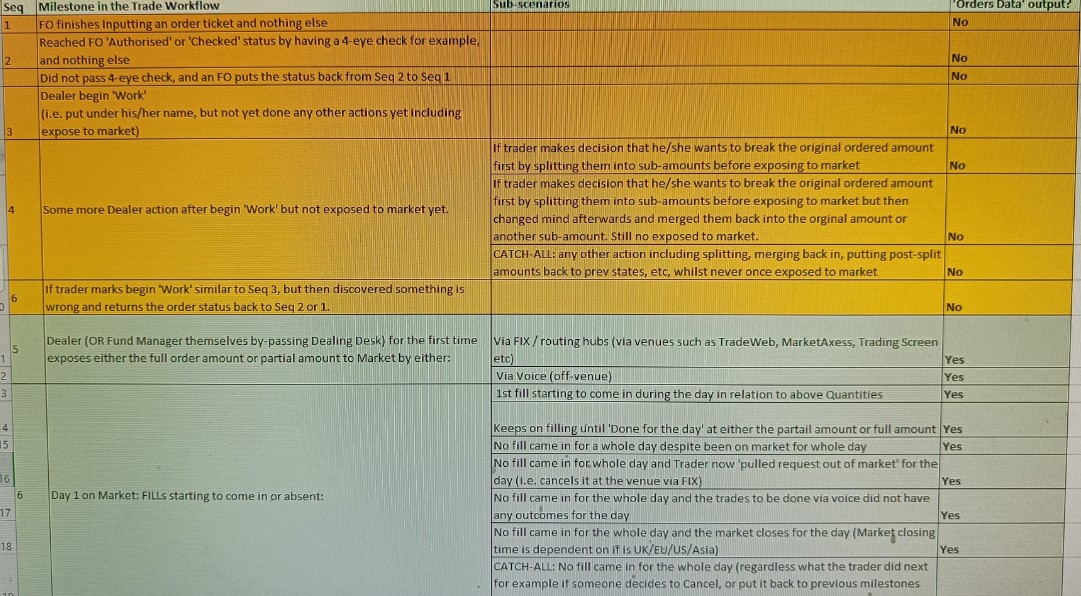 Seq Milestone in the Trade Workflow Sub-scenarios 'Orders Data' output?
1 FO finishes Inputting an order ticket and nothing else No
Reached FO 'Authorised' or 'Checked' status by having a 4-eye check for example,
2 and nothing else No
Did not pass 4-eye check, and an FO puts the status back from Seq 2 to Seq 1 No
Dealer begin 'Work'
(i.e. put under his/her name, but not yet done any other actions yet including
3 expose to market) No
If trader makes decision that he/she wants to break the original ordered amount
first by splitting them into sub-amounts before exposing to market No
4 Some more Dealer action after begin 'Work' but not exposed to market yet.
If trader makes decision that he/she wants to break the original ordered amount
first by splitting them into sub-amounts before exposing to market but then
changed mind afterwards and merged them back into the orginal amount or
another sub-amount. Still no exposed to market. No
CATCH-ALL: any other action including splitting, merging back in, putting post-split
amounts back to prev states, etc, whilst never once exposed to market No
If trader marks begin 'Work' similar to Seq 3, but then discovered something is
0 6 wrong and returns the order status back to Seq 2 or 1. No
5 Dealer (OR Fund Manager themselves by-passing Dealing Desk) for the first time
exposes either the full order amount or partial amount to Market by either:
Via FIX / routing hubs (via venues such as TradeWeb, MarketAxess, Trading Screen
1 etc) Yes
2 Via Voice (off-venue) Yes
3 1st fill starting to come in during the day in relation to above Quantities Yes
4 Keeps on filling until 'Done for the day' at either the partail amount or full amount Yes
15 No fill came in for a whole day despite been on market for whole day Yes
No fill came in for whole day and Trader now 'pulled request out of market' for the
16 day (i.e. cancels it at the venue via FIX) Yes
6 Day 1 on Market: FILLs starting to come in or absent:
No fill came in for the whole day and the trades to be done via voice did not have
17 any outcomes for the day Yes
No fill came in for the whole day and the market closes for the day (Market closing
18 time is dependent on if is UK/EU/US/Asia) Yes
CATCH-ALL: No fill came in for the whole day (regardless what the trader did next
for example if someone decides to Cancel, or put it back to previous milestones